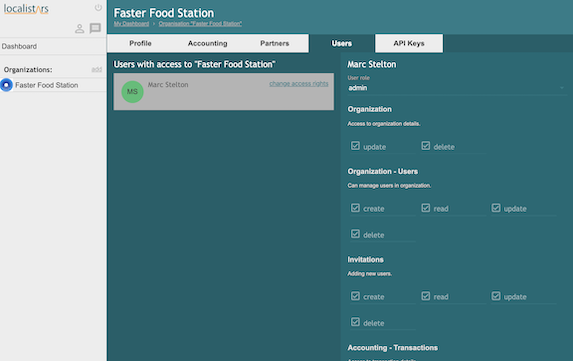 localistars
Dashboard
Organizations:
add
Faster Food Station
Faster Food Station
My Dashboard › Organisation "Faster Food Station"
Profile
Accounting
Partners
Users
API Keys
Users with access to "Faster Food Station"
MS
Marc Stelton
change access rights
Marc Stelton
User role
admin
Organization
Access to organization details.
update
delete
Organization - Users
Can manage users in organization.
create
read
update
delete
Invitations
Adding new users.
create
read
update
delete
Accounting - Transactions